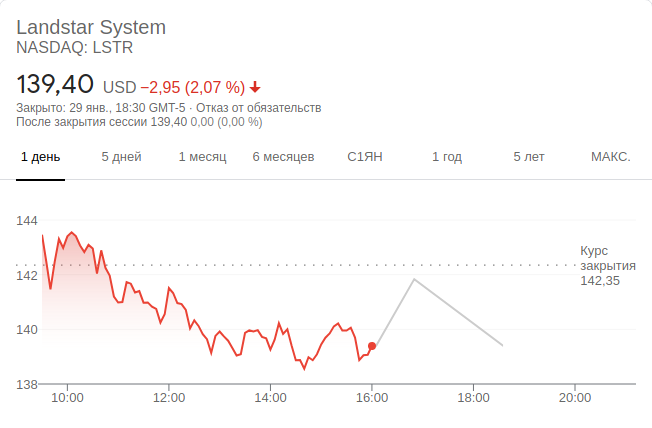 Landstar System
NASDAQ: LSTR
139,40 USD −2,95 (2,07 %)
Закрыто: 29 янв., 18:30 GMT-5 · Отказ от обязательств
После закрытия сессии 139,40 0,00 (0,00 %)
1 день 5 дней 1 месяц 6 месяцев С1ЯН 1 год 5 лет МАКС.
144
Курс
закрытия
142,35
142
140
138
10:00 12:00 14:00 16:00 18:00 20:00